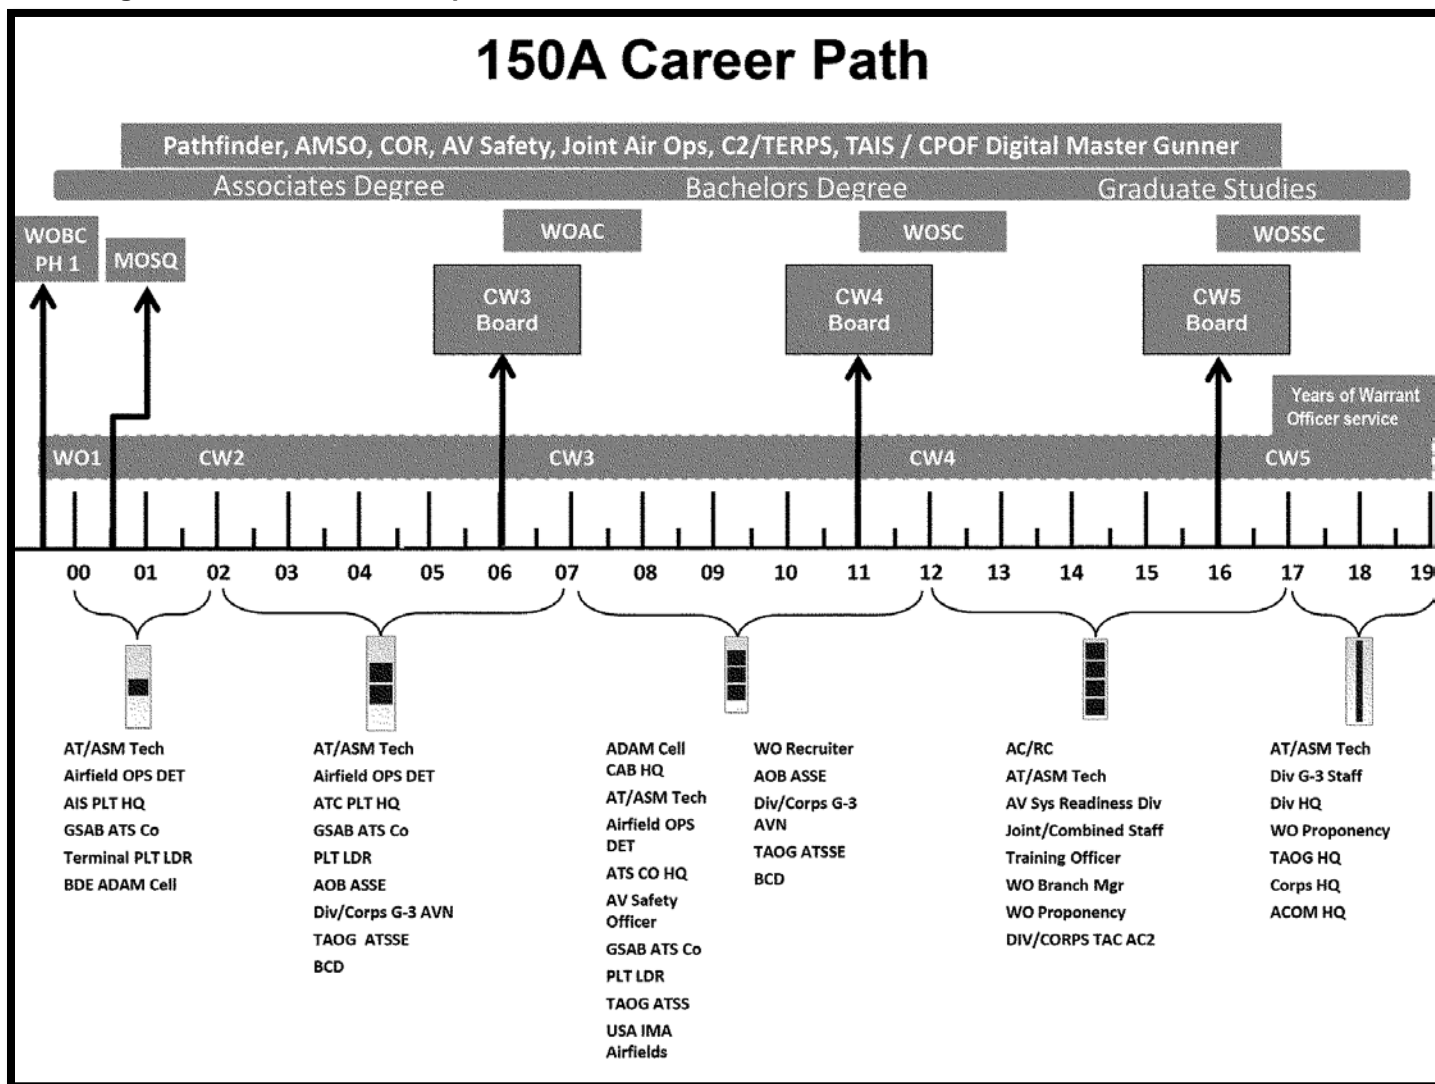 150A Career Path
Pathfinder, AMSO, COR, AV Safety, Joint Air Ops, C2/TERPS, TAIS / CPOF Digital Master Gunner
Associates Degree
Bachelors Degree
Graduate Studies
WOBC
PH 1
MOSQ
WOAC
WOSC
WOSSC
CW3
Board
CW4
Board
CW5
Board
Years of Warrant
Officer service
WO1
CW2
CW3
CW4
CW5
00 01 02 03 04 05 06 07 08 09 10 11 12 13 14 15 16 17 18 19
AT/ASM Tech
Airfield OPS DET
AIS PLT HQ
GSAB ATS Co
Terminal PLT LDR
BDE ADAM Cell
AT/ASM Tech
Airfield OPS DET
ATC PLT HQ
GSAB ATS Co
PLT LDR
AOB ASSE
Div/Corps G-3 AVN
TAOG ATSSE
BCD
ADAM Cell
CAB HQ
AT/ASM Tech
Airfield OPS
DET
ATS CO HQ
AV Safety
Officer
GSAB ATS Co
PLT LDR
TAOG ATSS
USA IMA
Airfields
WO Recruiter
AOB ASSE
Div/Corps G-3
AVN
TAOG ATSSE
BCD
AC/RC
AT/ASM Tech
AV Sys Readiness Div
Joint/Combined Staff
Training Officer
WO Branch Mgr
WO Proponency
DIV/CORPS TAC AC2
AT/ASM Tech
Div G-3 Staff
Div HQ
WO Proponency
TAOG HQ
Corps HQ
ACOM HQ